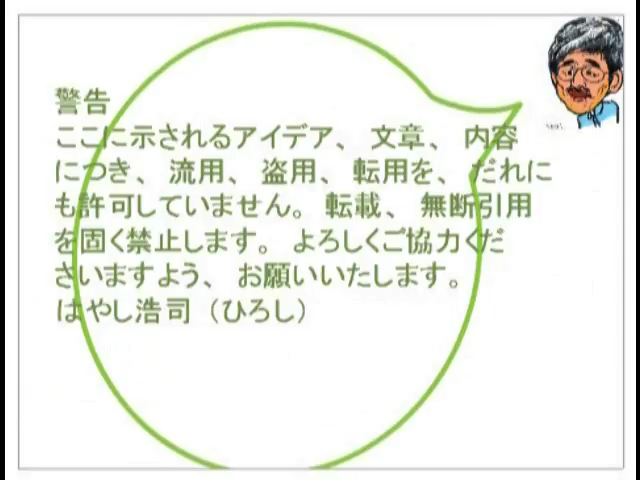 警告
ここに示されるアイデア、 文章、 内容
につき、 流用、 盗用、 転用を、 だれに
も許可していません。 転載、 無断引用
を固く禁止します。 よろしくご協力くだ
さいますよう、 お願いいたします。
はやし浩司 （ひろし）